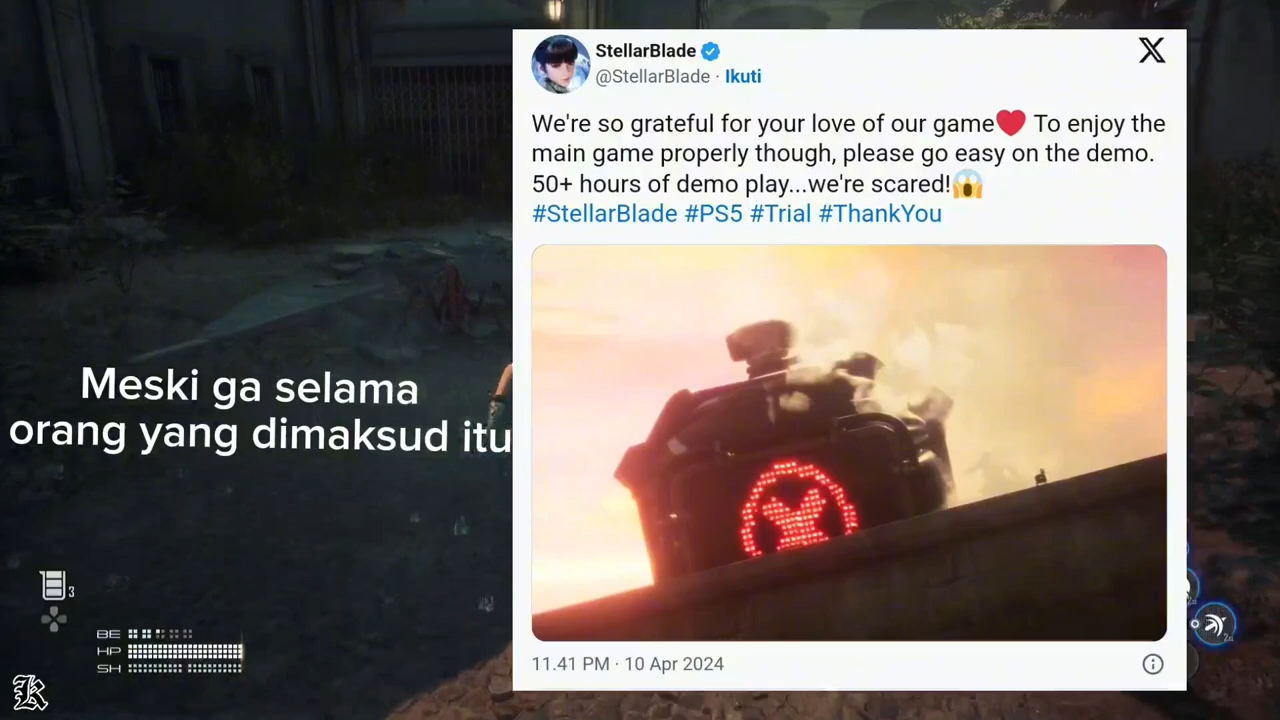 StellarBlade
@StellarBlade · Ikuti
We're so grateful for your love of our game❤️ To enjoy the
main game properly though, please go easy on the demo.
50+ hours of demo play...we're scared!😱
#StellarBlade #PS5 #Trial #ThankYou
Meski ga selama
orang yang dimaksud itu
3
BE
HP
SH
11.41 PM · 10 Apr 2024